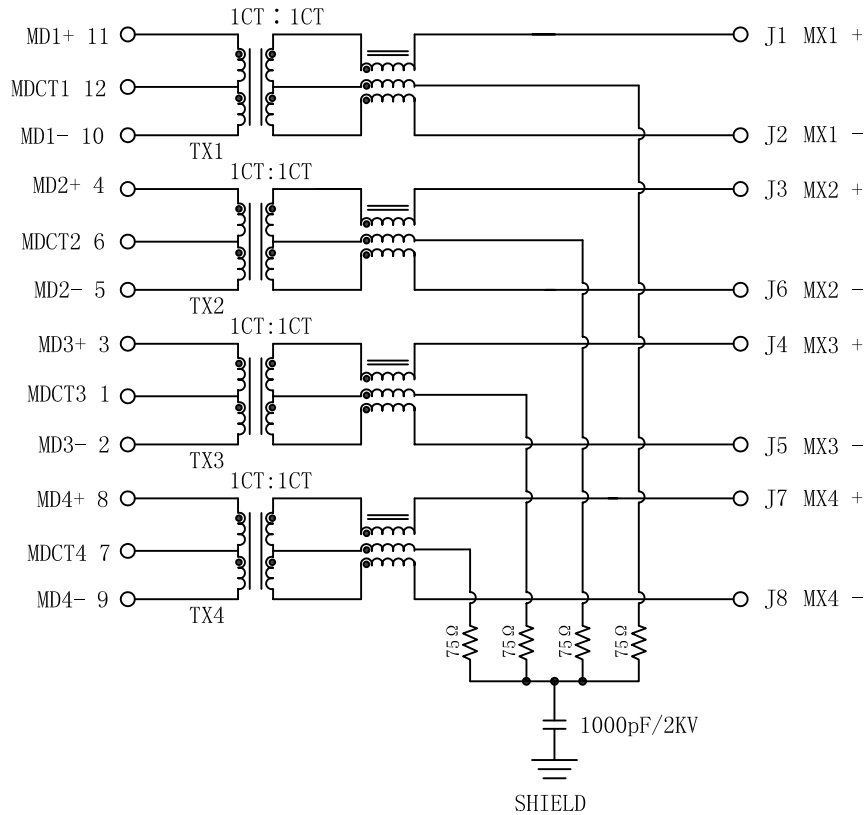 1CT : 1CT
MD1+ 11
J1 MX1 +
MDCT1 12
MD1- 10
J2 MX1 -
TX1
1CT:1CT
MD2+ 4
J3 MX2 +
MDCT2 6
MD2- 5
J6 MX2 -
TX2
1CT:1CT
MD3+ 3
J4 MX3 +
MDCT3 1
MD3- 2
J5 MX3 -
TX3
1CT:1CT
MD4+ 8
J7 MX4 +
MDCT4 7
MD4- 9
J8 MX4 -
TX4
75Ω
75Ω
75Ω
75Ω
1000pF/2KV
SHIELD